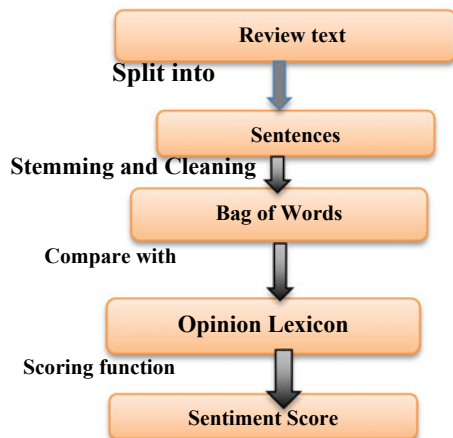 Review text
Split into
Sentences
Stemming and Cleaning
Bag of Words
Compare with
Opinion Lexicon
Scoring function
Sentiment Score